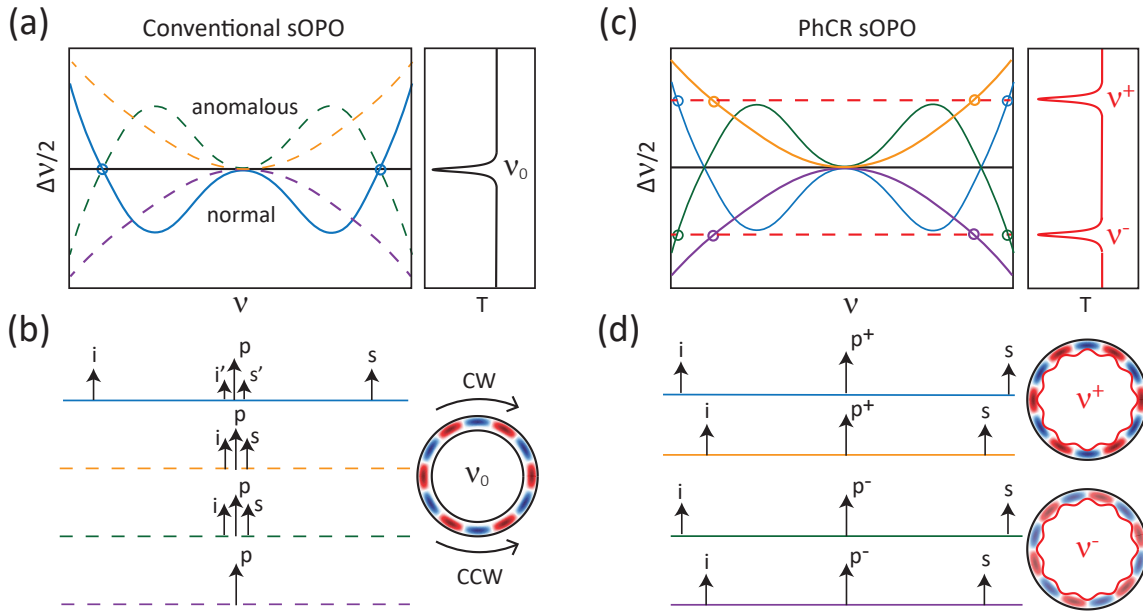 (a)
Conventional sOPO
anomalous
normal
Δν/2
ν
ν₀
T
(c)
PhCR sOPO
Δν/2
ν
ν⁺
ν⁻
T
(b)
i
i’
p
s’
s
i
p
s
i
p
s
p
CW
ν₀
CCW
(d)
i
p⁺
s
i
p⁺
s
ν⁺
i
p⁻
s
i
p⁻
s
ν⁻